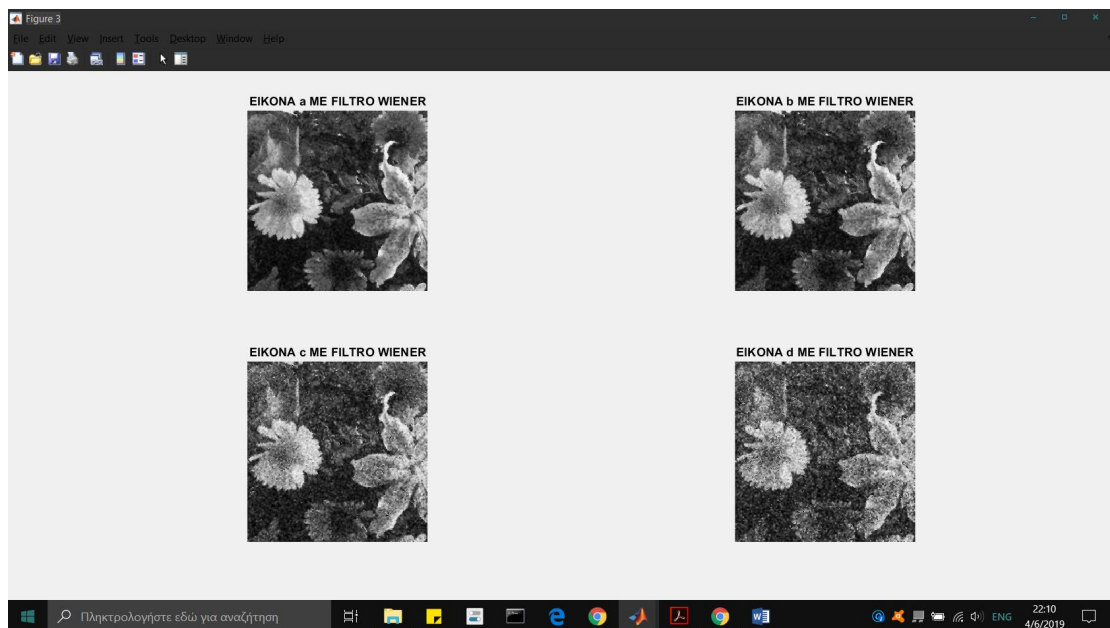 Figure 3
File Edit View Insert Tools Desktop Window Help
EIKONA a ME FILTRO WIENER
EIKONA b ME FILTRO WIENER
EIKONA c ME FILTRO WIENER
EIKONA d ME FILTRO WIENER
Πληκτρολογήστε εδώ για αναζήτηση
ENG
22:10
4/6/2019